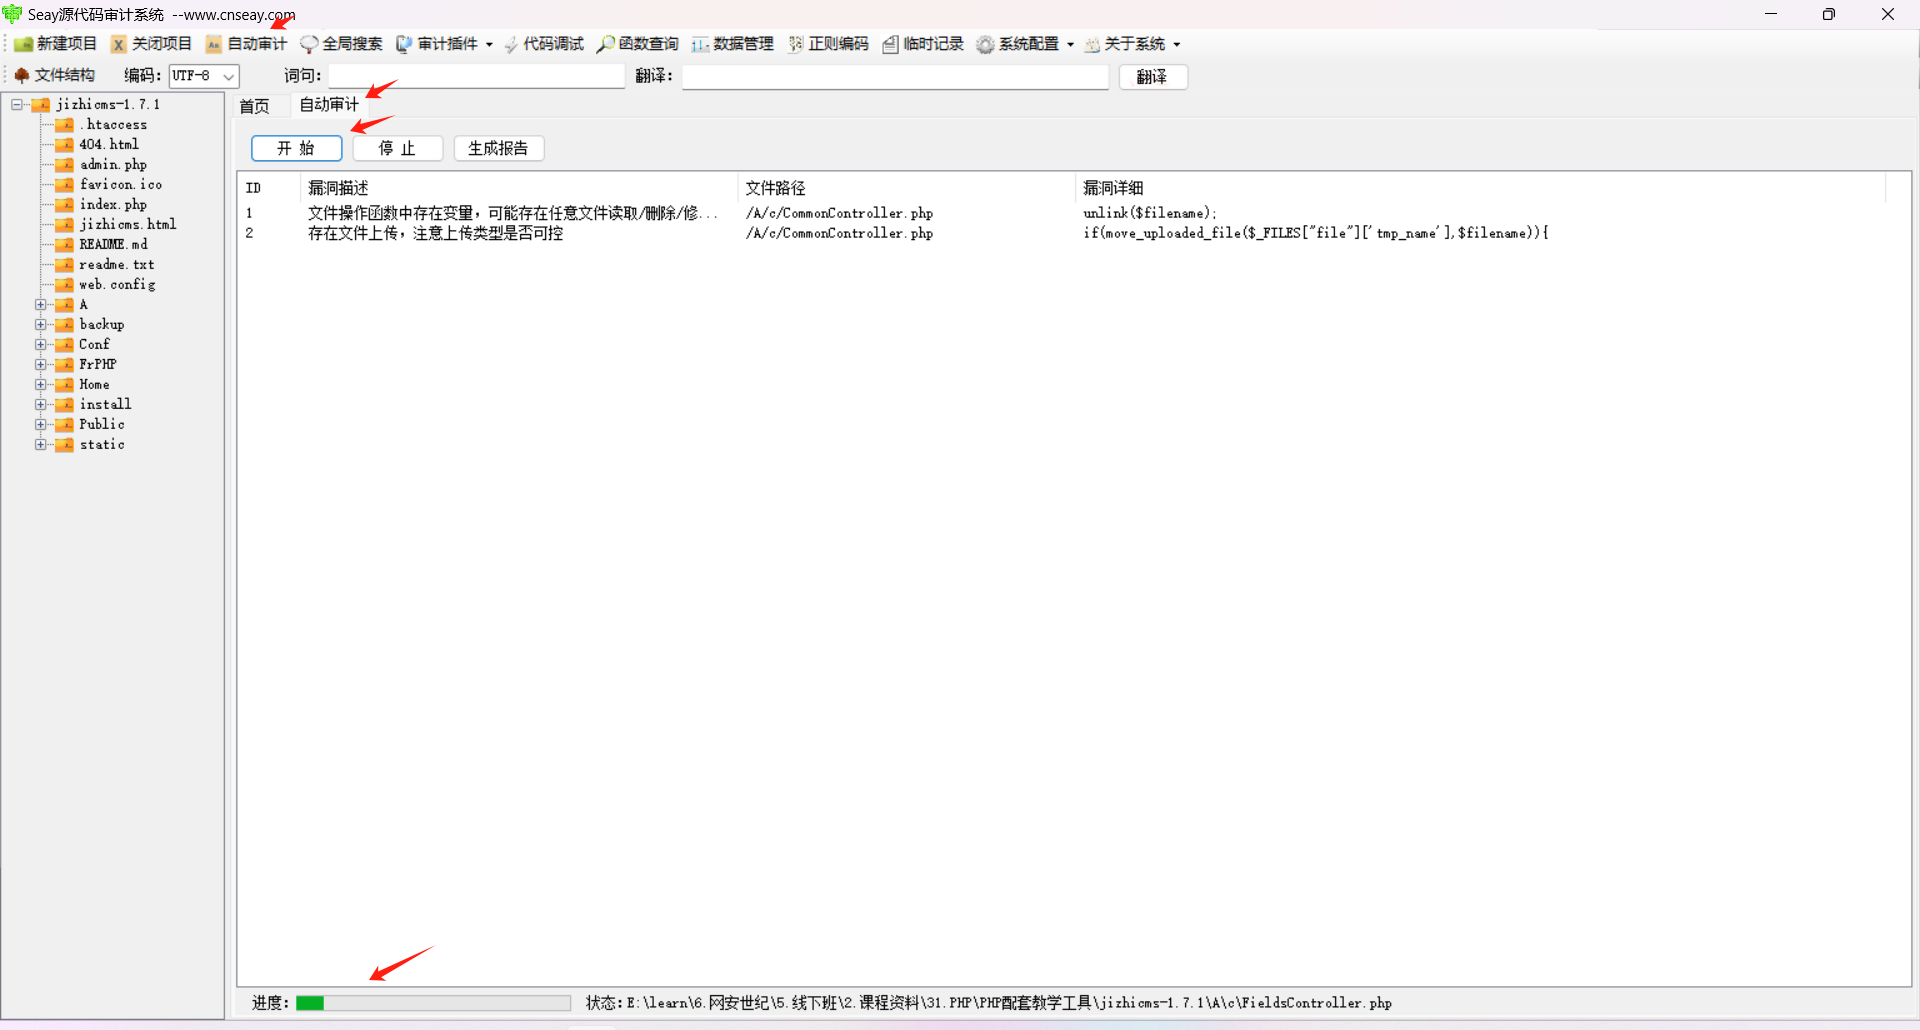 Seay源代码审计系统  --www.cnseay.com
新建项目 关闭项目 自动审计 全局搜索 审计插件 代码调试 函数查询 数据管理 正则编码 临时记录 系统配置 关于系统
文件结构 编码： UTF-8 词句： 翻译： 翻译
jizhicms-1.7.1
.htaccess
404.html
admin.php
favicon.ico
index.php
jizhicms.html
README.md
readme.txt
web.config
A
backup
Conf
FrPHP
Home
install
Public
static
首页 自动审计
开 始 停 止 生成报告
ID 漏洞描述 文件路径 漏洞详细
1 文件操作函数中存在变量，可能存在任意文件读取/删除/修... /A/c/CommonController.php unlink($filename);
2 存在文件上传，注意上传类型是否可控 /A/c/CommonController.php if(move_uploaded_file($_FILES["file"]['tmp_name'],$filename)){
进度： 状态：E:\learn\6.网安世纪\5.线下班\2.课程资料\31.PHP\PHP配套教学工具\jizhicms-1.7.1\A\c\FieldsController.php